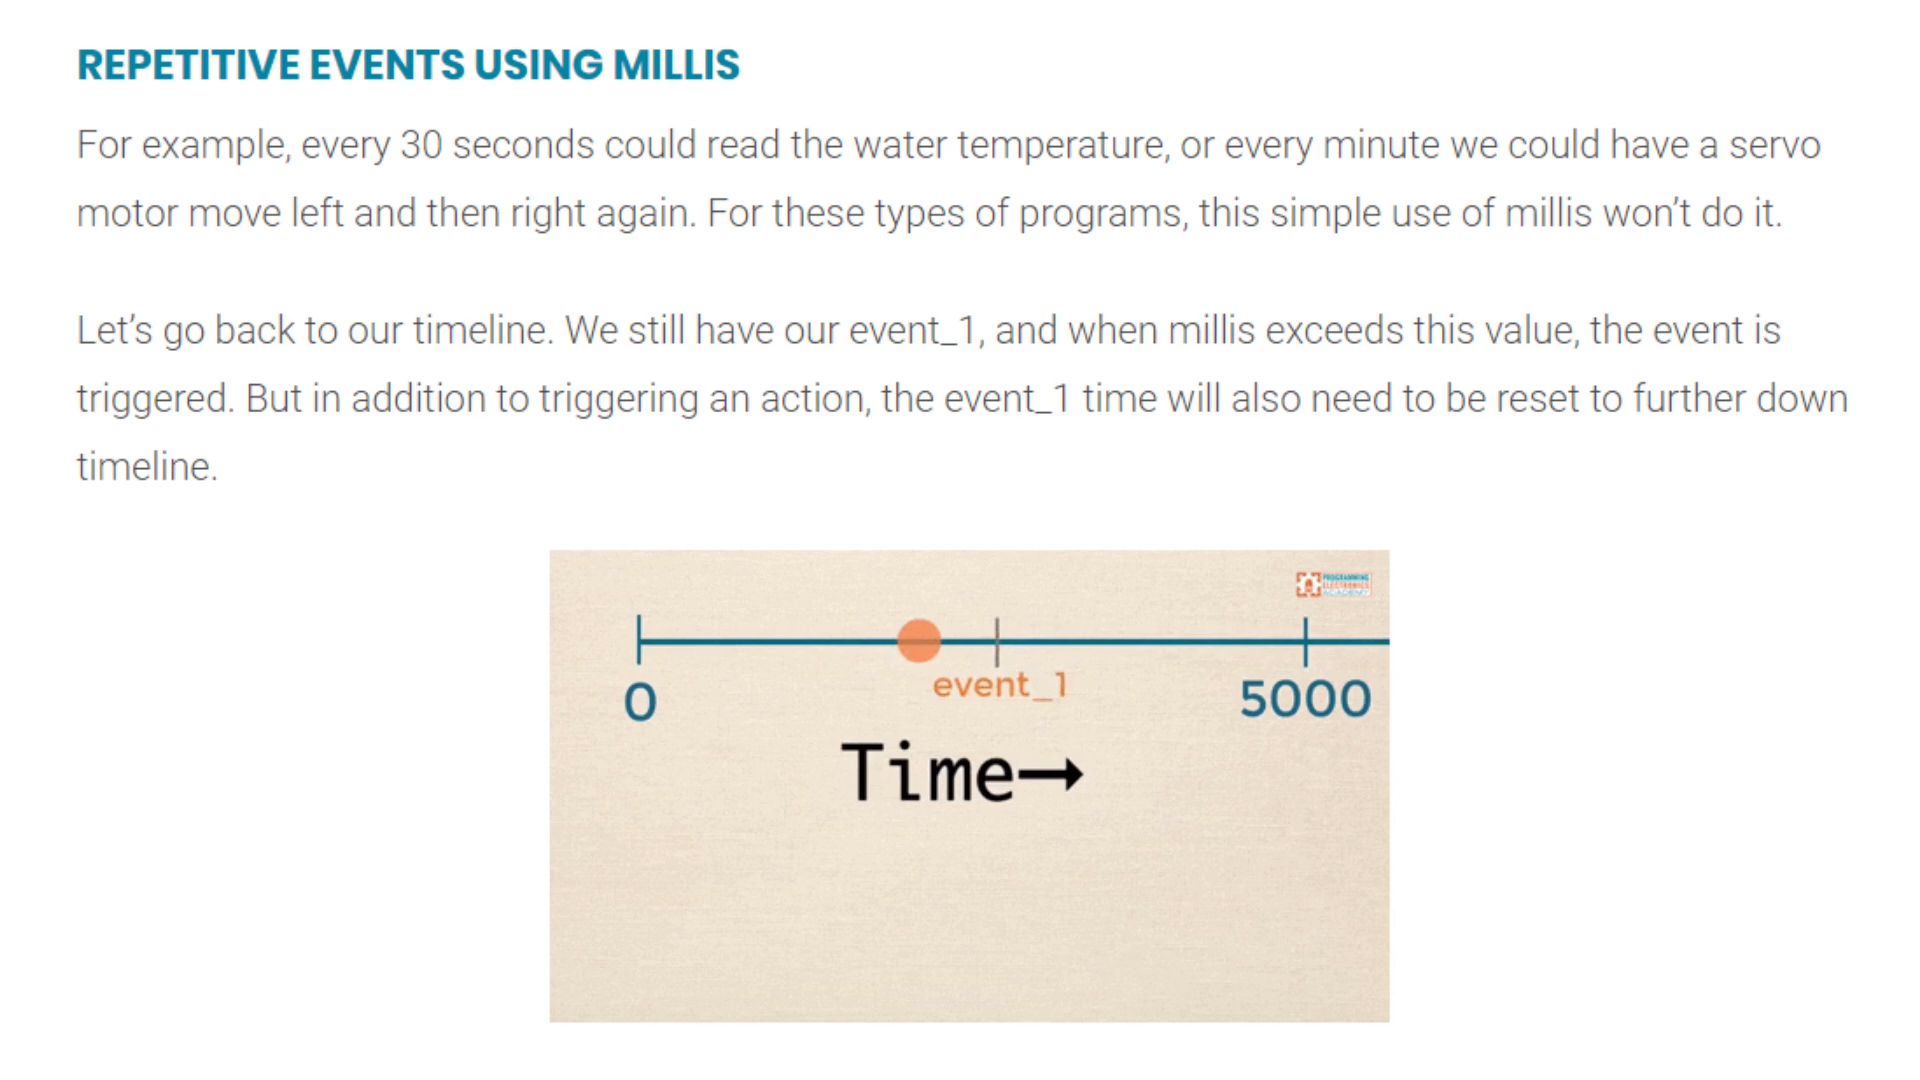 REPETITIVE EVENTS USING MILLIS
For example, every 30 seconds could read the water temperature, or every minute we could have a servo
motor move left and then right again. For these types of programs, this simple use of millis won’t do it.
Let’s go back to our timeline. We still have our event_1, and when millis exceeds this value, the event is
triggered. But in addition to triggering an action, the event_1 time will also need to be reset to further down
timeline.
PROGRAMMING
ELECTRONICS
ACADEMY
event_1
0
5000
Time→